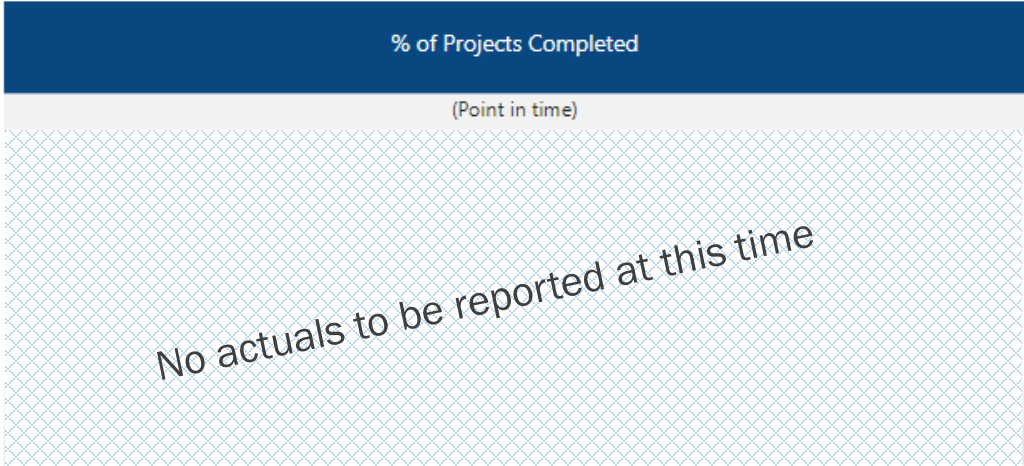 % of Projects Completed
(Point in time)
No actuals to be reported at this time